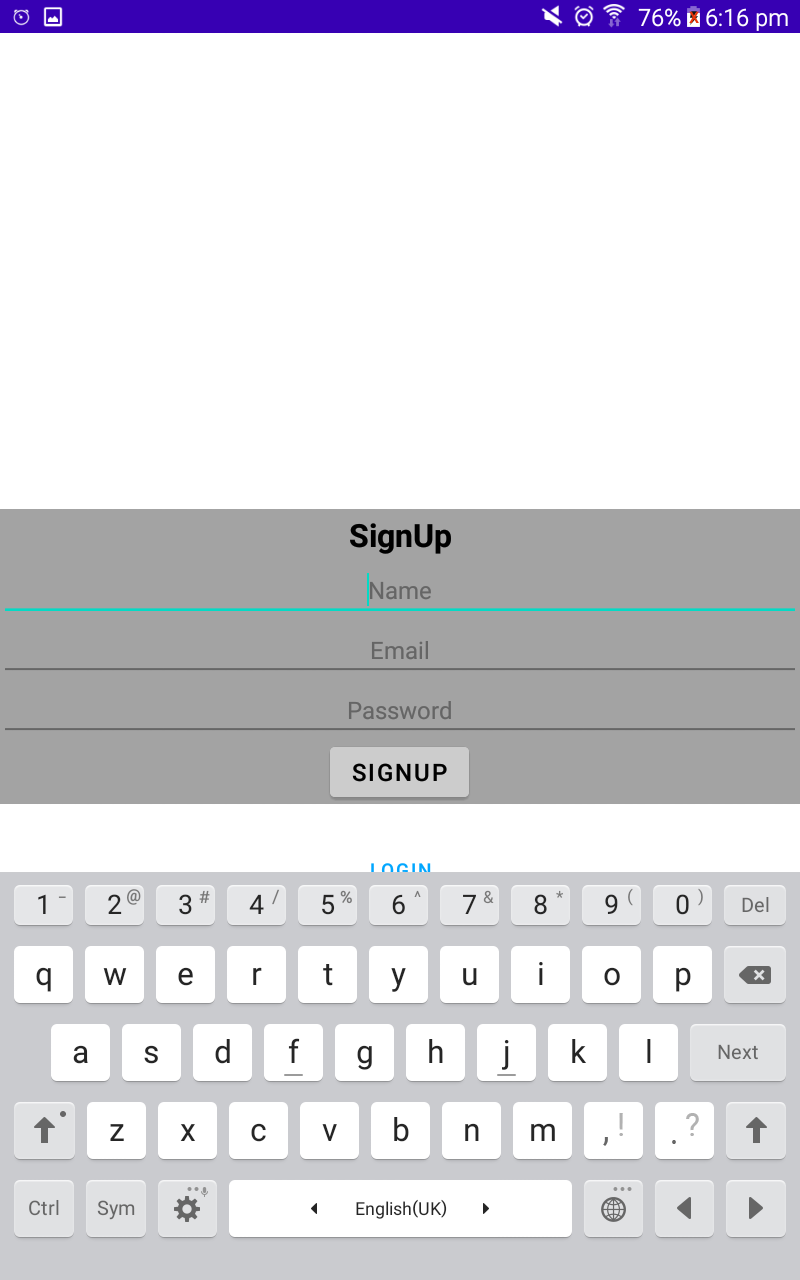 76% 6:16 pm
SignUp
Name
Email
Password
SIGNUP
LOGIN
1 - 2 @ 3 # 4 / 5 % 6 ^ 7 & 8 * 9 ( 0 ) Del
q w e r t y u i o p
a s d f g h j k l Next
z x c v b n m , ! . ?
Ctrl Sym English(UK)